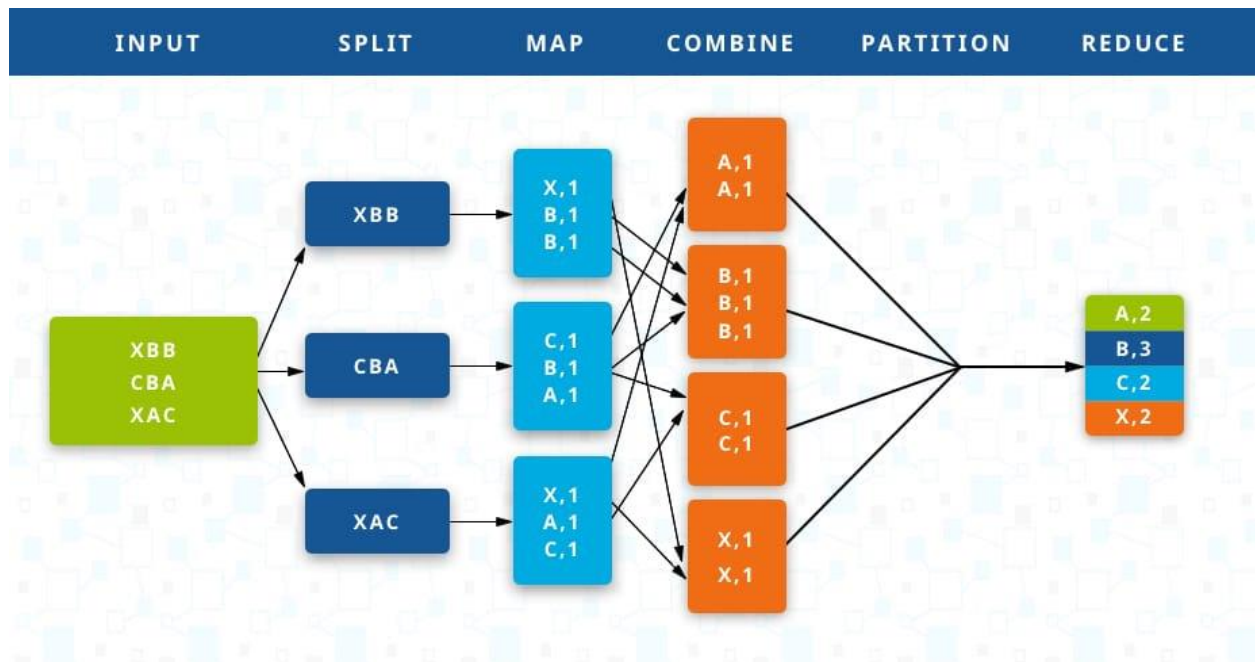 INPUT SPLIT MAP COMBINE PARTITION REDUCE
XBB
CBA
XAC
XBB
CBA
XAC
X,1
B,1
B,1
C,1
B,1
A,1
X,1
A,1
C,1
A,1
A,1
B,1
B,1
B,1
C,1
C,1
X,1
X,1
A,2
B,3
C,2
X,2